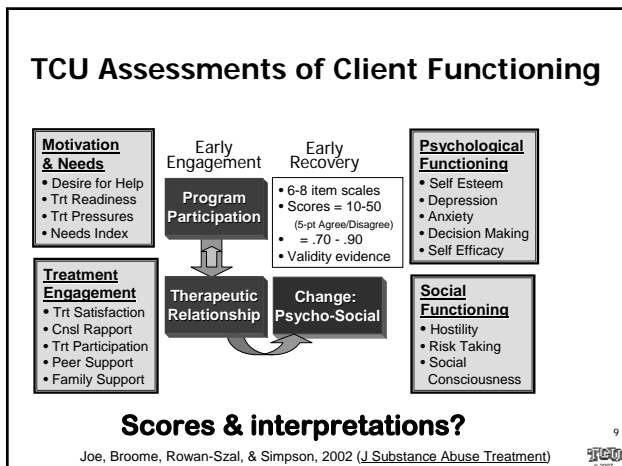 TCU Assessments of Client Functioning
Motivation
& Needs
• Desire for Help
• Trt Readiness
• Trt Pressures
• Needs Index
Early
Engagement
Program
Participation
Early
Recovery
• 6-8 item scales
• Scores = 10-50
(5-pt Agree/Disagree)
• = .70 - .90
• Validity evidence
Psychological
Functioning
• Self Esteem
• Depression
• Anxiety
• Decision Making
• Self Efficacy
Treatment
Engagement
• Trt Satisfaction
• Cnsl Rapport
• Trt Participation
• Peer Support
• Family Support
Therapeutic
Relationship
Change:
Psycho-Social
Social
Functioning
• Hostility
• Risk Taking
• Social
Consciousness
Scores & interpretations?
9
Joe, Broome, Rowan-Szal, & Simpson, 2002 (J Substance Abuse Treatment)
TCU
© 2007